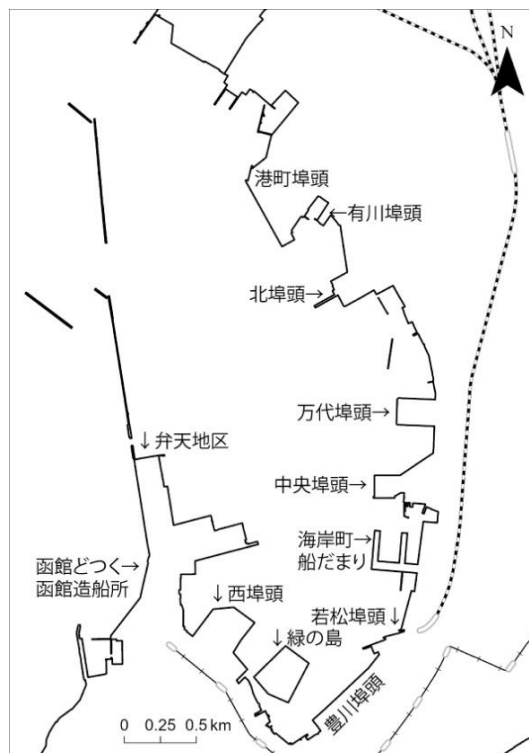 N
港町埠頭
←有川埠頭
北埠頭→
万代埠頭→
↓弁天地区
中央埠頭→
海岸町→
船だまり
函館どつく→
函館造船所
↓西埠頭
若松埠頭↓
↓緑の島
豊川埠頭
0 0.25 0.5 km